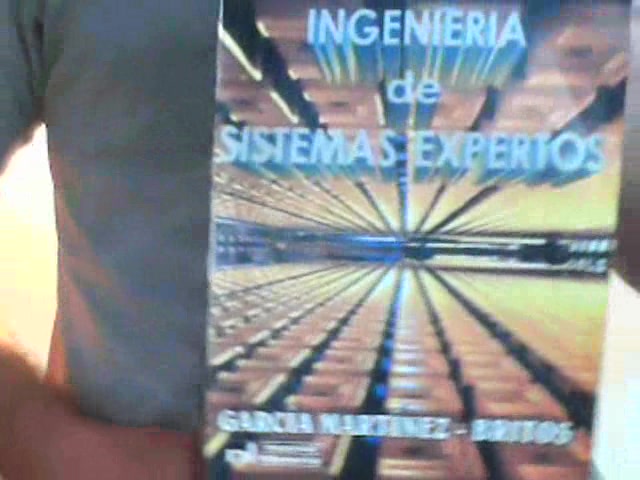 INGENIERIA
de
SISTEMAS EXPERTOS
GARCIA MARTINEZ - BRITOS